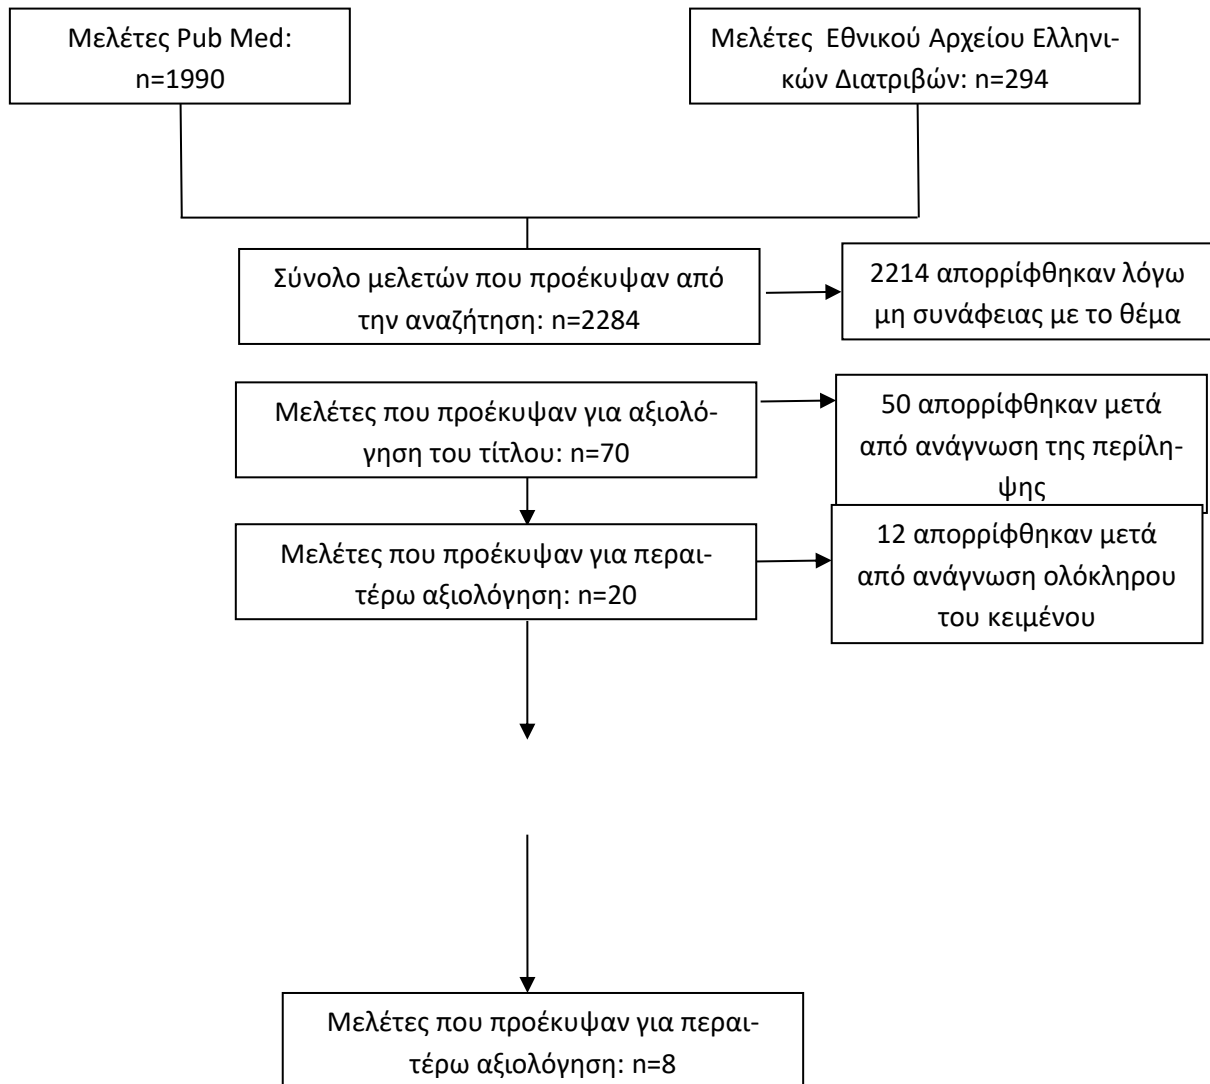 Μελέτες Pub Med:
n=1990
Μελέτες  Εθνικού Αρχείου Ελληνι-
κών Διατριβών: n=294
Σύνολο μελετών που προέκυψαν από
την αναζήτηση: n=2284
2214 απορρίφθηκαν λόγω
μη συνάφειας με το θέμα
Μελέτες που προέκυψαν για αξιολό-
γηση του τίτλου: n=70
50 απορρίφθηκαν μετά
από ανάγνωση της περίλη-
ψης
Μελέτες που προέκυψαν για περαι-
τέρω αξιολόγηση: n=20
12 απορρίφθηκαν μετά
από ανάγνωση ολόκληρου
του κειμένου
Μελέτες που προέκυψαν για περαι-
τέρω αξιολόγηση: n=8